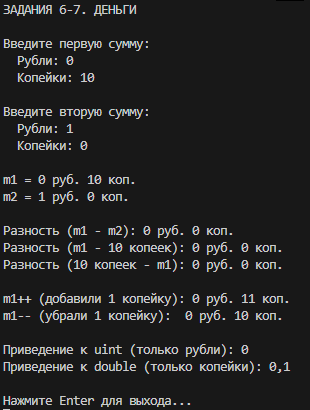 ЗАДАНИЯ 6-7. ДЕНЬГИ
Введите первую сумму:
Рубли: 0
Копейки: 10
Введите вторую сумму:
Рубли: 1
Копейки: 0
m1 = 0 руб. 10 коп.
m2 = 1 руб. 0 коп.
Разность (m1 - m2): 0 руб. 0 коп.
Разность (m1 - 10 копеек): 0 руб. 0 коп.
Разность (10 копеек - m1): 0 руб. 0 коп.
m1++ (добавили 1 копейку): 0 руб. 11 коп.
m1-- (убрали 1 копейку):  0 руб. 10 коп.
Приведение к uint (только рубли): 0
Приведение к double (только копейки): 0,1
Нажмите Enter для выхода...